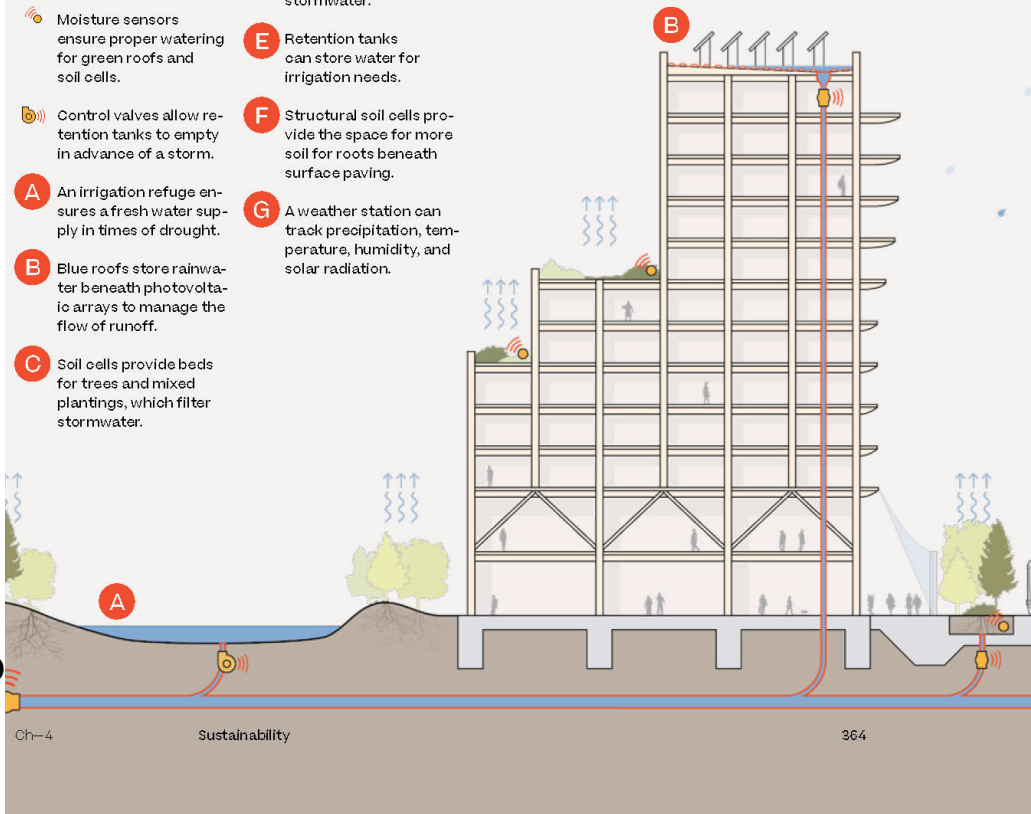 Moisture sensors
ensure proper watering
for green roofs and
soil cells.
Control valves allow re-
tention tanks to empty
in advance of a storm.
A
An irrigation refuge en-
sures a fresh water sup-
ply in times of drought.
B
Blue roofs store rainwa-
ter beneath photovolta-
ic arrays to manage the
flow of runoff.
C
Soil cells provide beds
for trees and mixed
plantings, which filter
stormwater.
stormwater.
E
Retention tanks
can store water for
irrigation needs.
F
Structural soil cells pro-
vide the space for more
soil for roots beneath
surface paving.
G
A weather station can
track precipitation, tem-
perature, humidity, and
solar radiation.
B
A
Ch—4
Sustainability
364